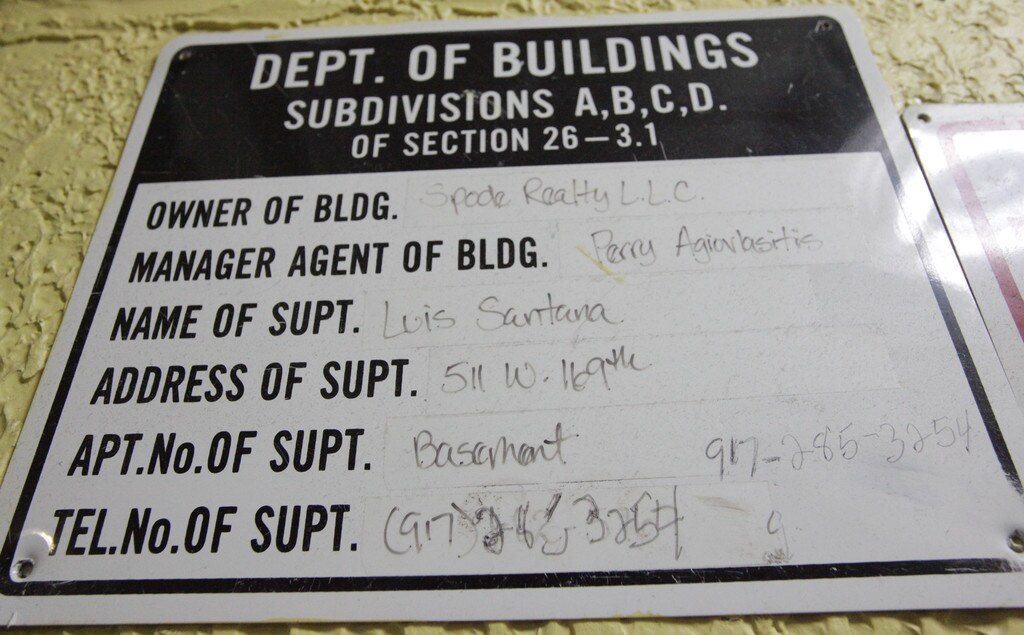 DEPT. OF BUILDINGS
SUBDIVISIONS A,B,C,D.
OF SECTION 26-3.1
OWNER OF BLDG. Spode Realty L.L.C.
MANAGER AGENT OF BLDG. Perry Agiovlasitis
NAME OF SUPT. Luis Santana
ADDRESS OF SUPT. 511 W. 169th
APT.No.OF SUPT. Basement 917-285-3254
TEL.No.OF SUPT. (917) 3254